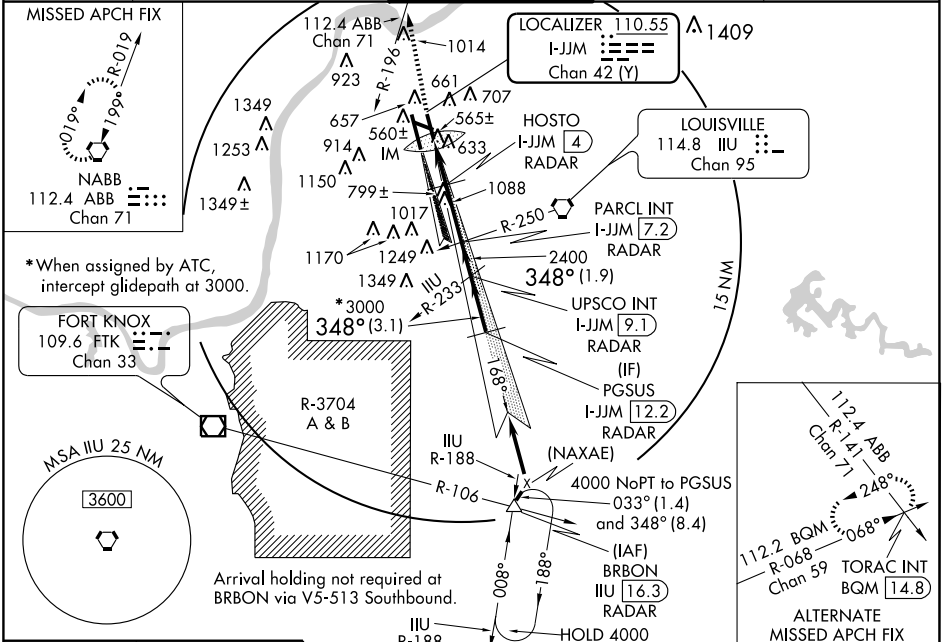 MISSED APCH FIX
R-019
019°
199°
NABB
112.4 ABB
Chan 71
112.4 ABB
Chan 71
R-196
1014
923
LOCALIZER 110.55
I-JJM
Chan 42 (Y)
1409
661
707
657
565±
560±
IM
633
1349
1253
914
1150
1349±
799±
HOSTO
I-JJM 4
RADAR
1088
LOUISVILLE
114.8 IIU
Chan 95
R-250
1017
1170
1249
1349
PARCL INT
I-JJM 7.2
RADAR
2400
348° (1.9)
IIU
R-233
*3000
348° (3.1)
UPSCO INT
I-JJM 9.1
RADAR
(IF)
PGSUS
I-JJM 12.2
RADAR
15 NM
*When assigned by ATC,
intercept glidepath at 3000.
FORT KNOX
109.6 FTK
Chan 33
R-3704
A & B
168°
IIU
R-188
(NAXAE)
X
R-106
4000 NoPT to PGSUS
033° (1.4)
and 348° (8.4)
(IAF)
BRBON
IIU 16.3
RADAR
008°
188°
HOLD 4000
IIU
R-188
Arrival holding not required at
BRBON via V5-513 Southbound.
MSA IIU 25 NM
3600
112.4 ABB
R-141
Chan 71
248°
068°
112.2 BQM
R-068
Chan 59
TORAC INT
BQM 14.8
ALTERNATE
MISSED APCH FIX